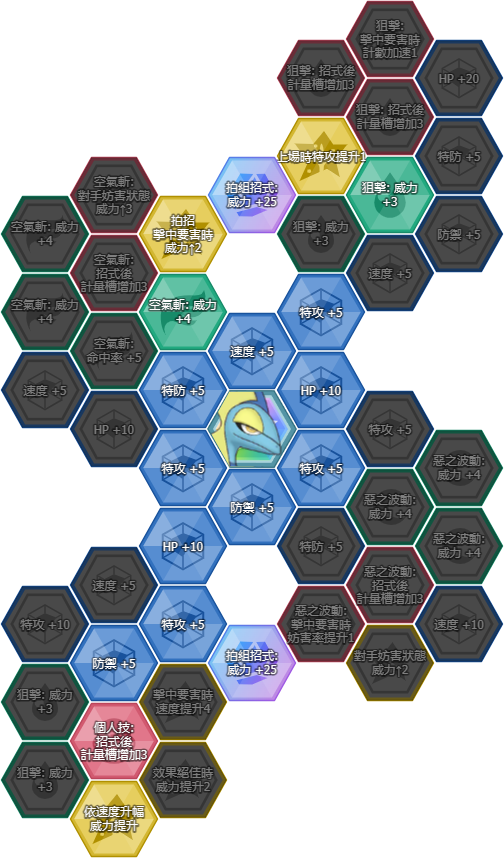 狙擊:
擊中要害時
計數加速1
狙擊: 招式後
計量槽增加3
HP +20
狙擊: 招式後
計量槽增加3
上場時特攻提升1
特防 +5
空氣斬:
對手妨害狀態
威力↑3
拍組招式:
威力 +25
狙擊: 威力
+3
空氣斬: 威力
+4
拍招
擊中要害時
威力↑2
狙擊: 威力
+3
防禦 +5
空氣斬:
招式後
計量槽增加3
速度 +5
空氣斬: 威力
+4
空氣斬: 威力
+4
特攻 +5
空氣斬:
命中率 +5
速度 +5
速度 +5
特防 +5
HP +10
HP +10
特攻 +5
特攻 +5
特攻 +5
惡之波動:
威力 +4
防禦 +5
惡之波動:
威力 +4
HP +10
特防 +5
惡之波動:
威力 +4
速度 +5
惡之波動:
招式後
計量槽增加3
特攻 +10
特攻 +5
惡之波動:
擊中要害時
妨害率提升1
速度 +10
防禦 +5
拍組招式:
威力 +25
對手妨害狀態
威力↑2
狙擊: 威力
+3
擊中要害時
速度提升4
個人技:
招式後
計量槽增加3
狙擊: 威力
+3
效果絕佳時
威力提升2
依速度升幅
威力提升